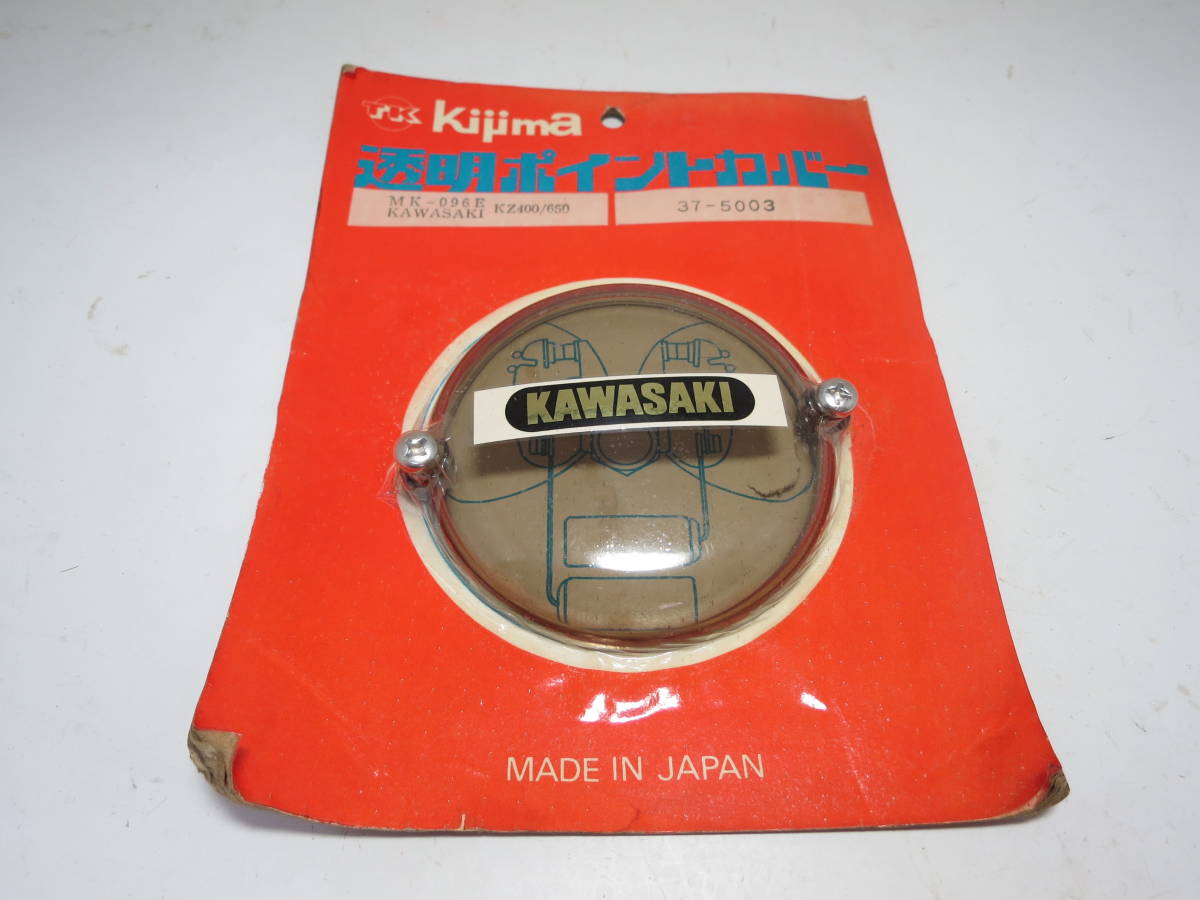 TK Kijima
透明ポイントカバー
MK-096E
KAWASAKI KZ400/650
37-5003
KAWASAKI
MADE IN JAPAN